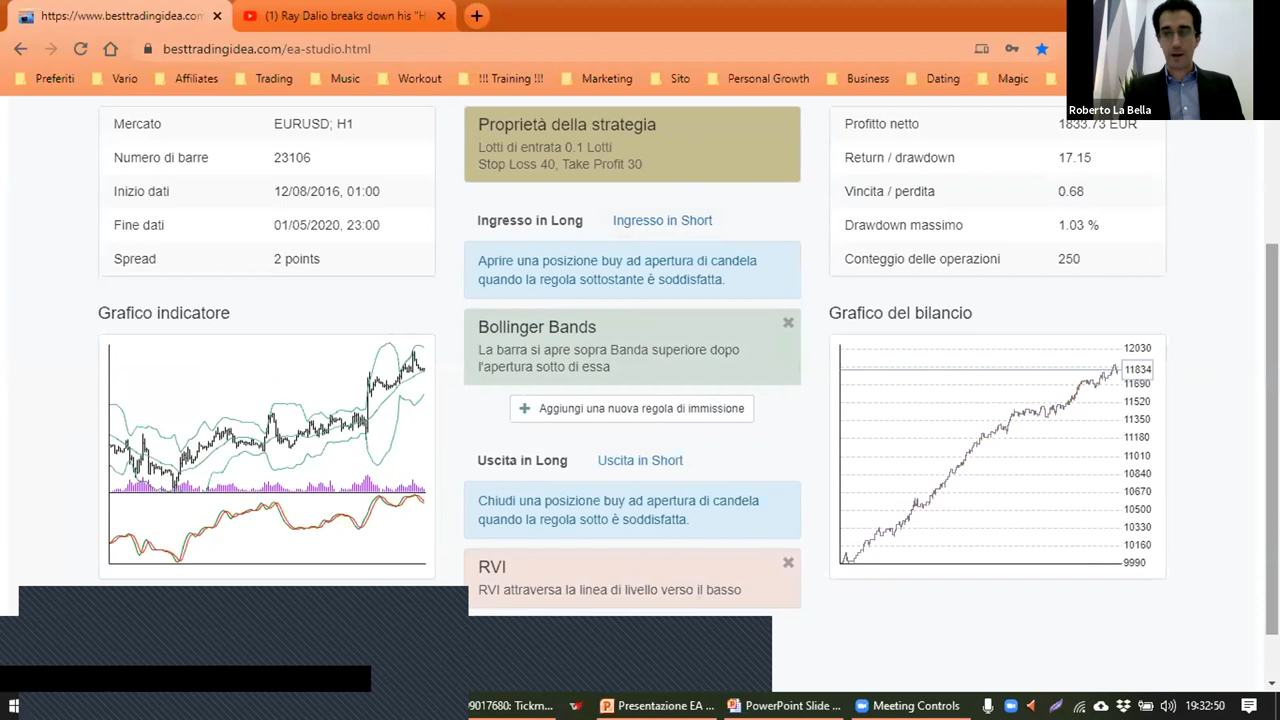 https://www.besttradingidea.com
(1) Ray Dalio breaks down his "H
besttradingidea.com/ea-studio.html
Preferiti
Vario
Affiliates
Trading
Music
Workout
!!! Training !!!
Marketing
Sito
Personal Growth
Business
Dating
Magic
Roberto La Bella
Mercato EURUSD; H1
Numero di barre 23106
Inizio dati 12/08/2016, 01:00
Fine dati 01/05/2020, 23:00
Spread 2 points
Grafico indicatore
Proprietà della strategia
Lotti di entrata 0.1 Lotti
Stop Loss 40, Take Profit 30
Ingresso in Long Ingresso in Short
Aprire una posizione buy ad apertura di candela
quando la regola sottostante è soddisfatta.
Bollinger Bands
La barra si apre sopra Banda superiore dopo
l'apertura sotto di essa
Aggiungi una nuova regola di immissione
Uscita in Long Uscita in Short
Chiudi una posizione buy ad apertura di candela
quando la regola sotto è soddisfatta.
RVI
RVI attraversa la linea di livello verso il basso
Profitto netto 1833.73 EUR
Return / drawdown 17.15
Vincita / perdita 0.68
Drawdown massimo 1.03 %
Conteggio delle operazioni 250
Grafico del bilancio
12030
11834
11690
11520
11350
11180
11010
10840
10670
10500
10330
10160
9990
09017680: Tickm...
Presentazione EA ...
PowerPoint Slide ...
Meeting Controls
19:32:50